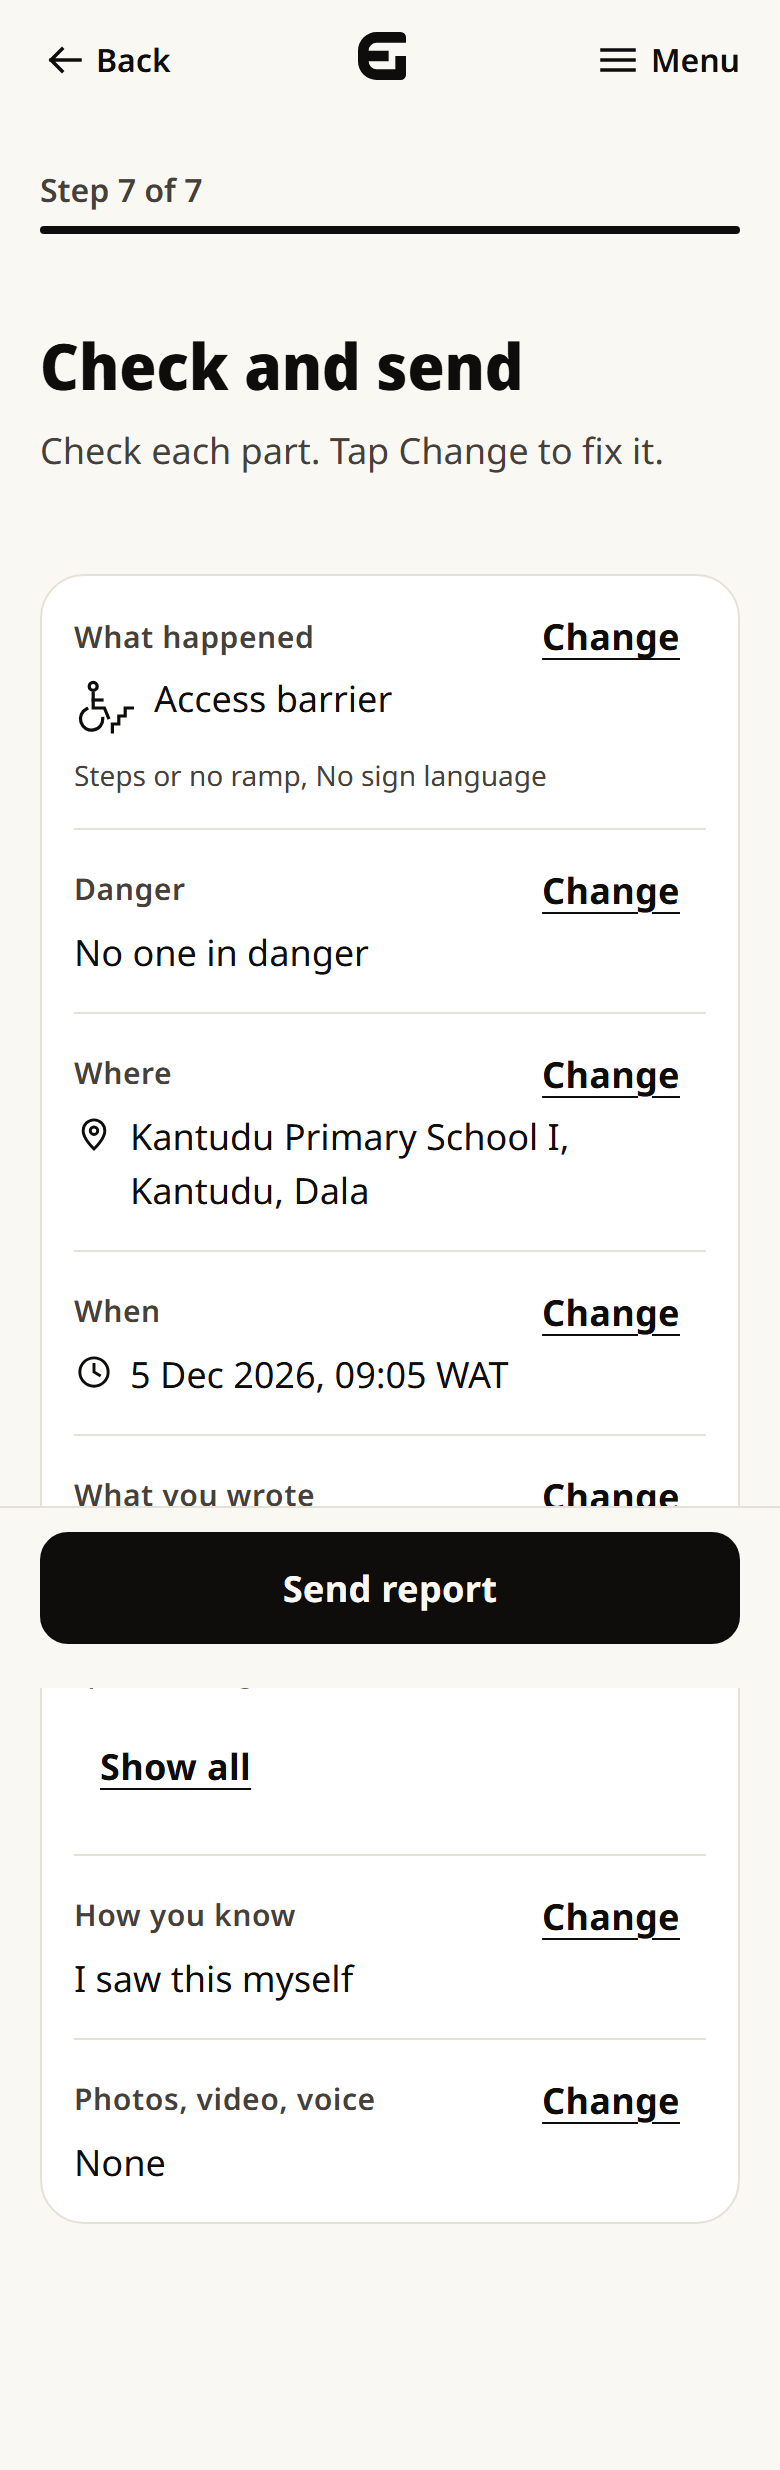 Back
Menu
Step 7 of 7
Check and send
Check each part. Tap Change to fix it.
What happened
Change
Access barrier
Steps or no ramp, No sign language
Danger
Change
No one in danger
Where
Change
Kantudu Primary School I,
Kantudu, Dala
When
Change
5 Dec 2026, 09:05 WAT
What you wrote
Change
Send report
Show all
How you know
Change
I saw this myself
Photos, video, voice
Change
None